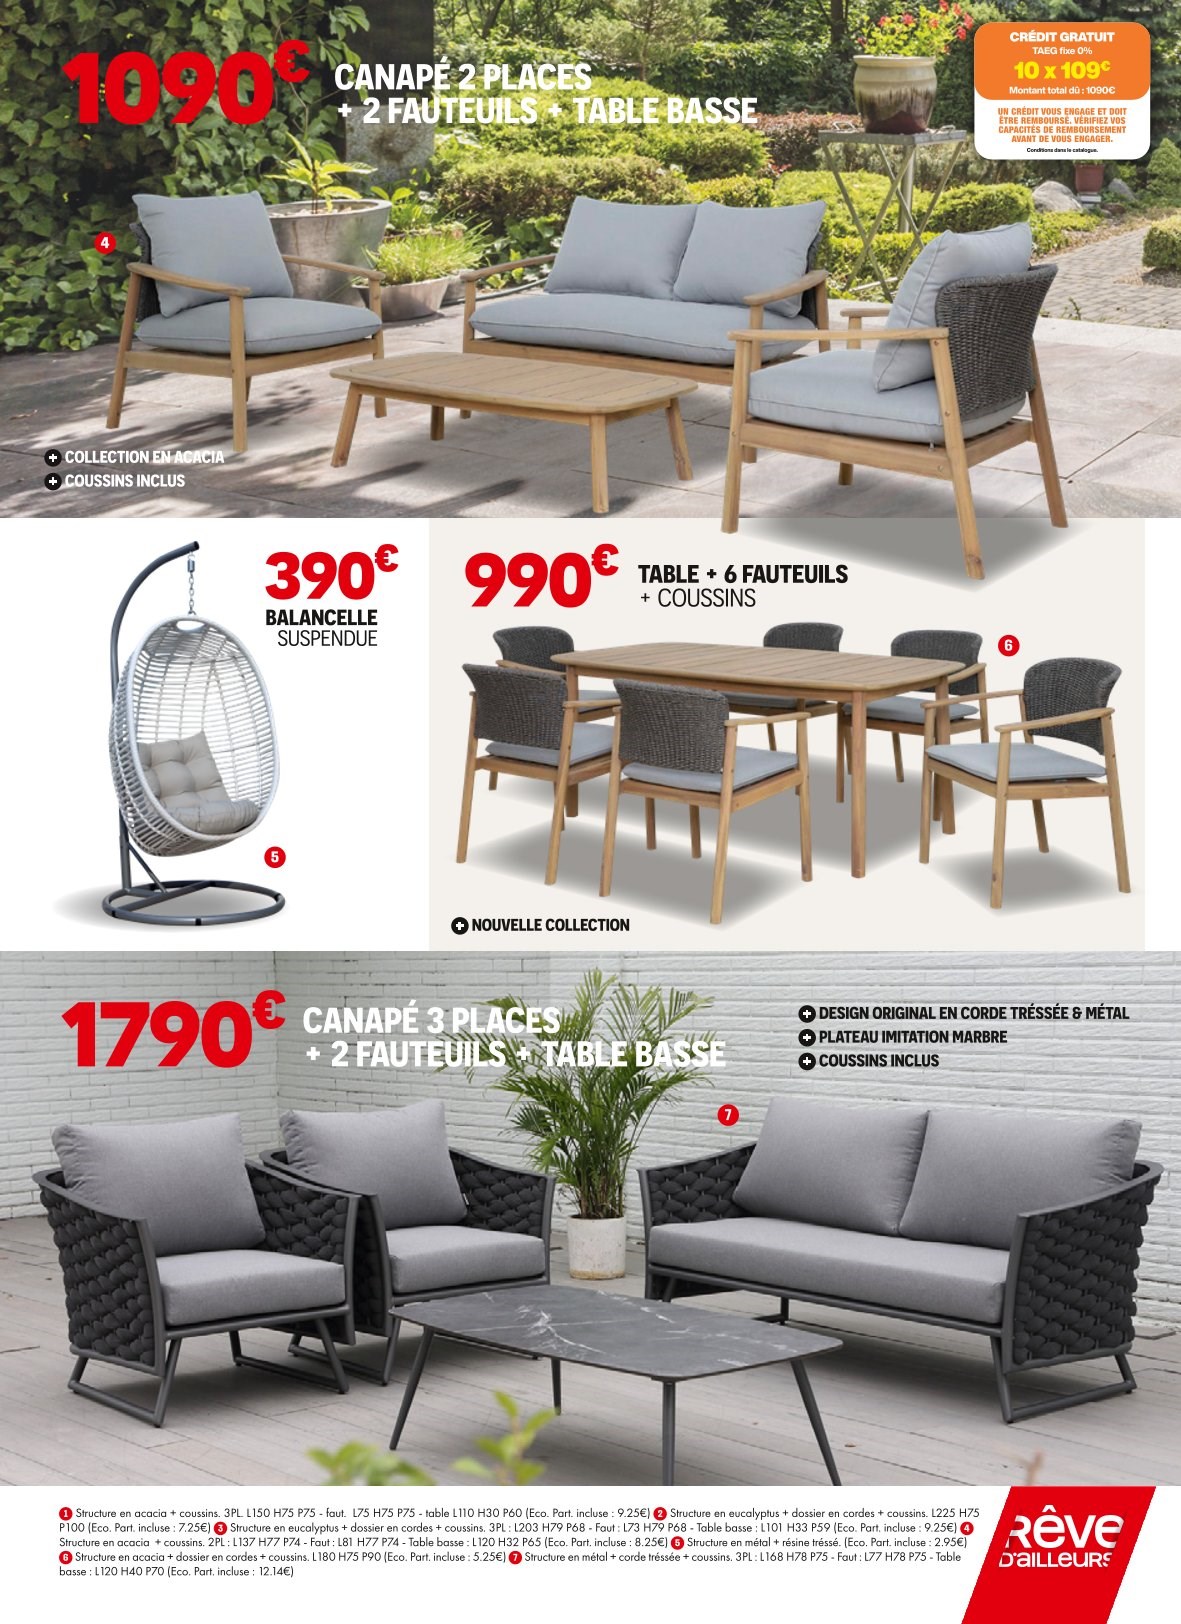 1090€
CANAPÉ 2 PLACES
+ 2 FAUTEUILS + TABLE BASSE
CRÉDIT GRATUIT
TAEG fixe 0%
10 x 109€
Montant total dû : 1090€
UN CRÉDIT VOUS ENGAGE ET DOIT
ÊTRE REMBOURSÉ. VÉRIFIEZ VOS
CAPACITÉS DE REMBOURSEMENT
AVANT DE VOUS ENGAGER.
Conditions dans le catalogue.
4
+ COLLECTION EN ACACIA
+ COUSSINS INCLUS
390€
BALANCELLE
SUSPENDUE
5
990€
TABLE + 6 FAUTEUILS
+ COUSSINS
6
+ NOUVELLE COLLECTION
1790€
CANAPÉ 3 PLACES
+ 2 FAUTEUILS + TABLE BASSE
+ DESIGN ORIGINAL EN CORDE TRÉSSÉE & MÉTAL
+ PLATEAU IMITATION MARBRE
+ COUSSINS INCLUS
7
1 Structure en acacia + coussins. 3PL. L150 H75 P75 - faut. L75 H75 P75 - table L110 H30 P60 (Eco. Part. incluse : 9.25€) 2 Structure en eucalyptus + dossier en cordes + coussins. L225 H75
P100 (Eco. Part. incluse : 7.25€) 3 Structure en eucalyptus + dossier en cordes + coussins. 3PL : L203 H79 P68 - Faut : L73 H79 P68 - Table basse : L101 H33 P59 (Eco. Part. incluse : 9.25€) 4
Structure en acacia + coussins. 2PL : L137 H77 P74 - Faut : L81 H77 P74 - Table basse : L120 H32 P65 (Eco. Part. incluse : 8.25€) 5 Structure en métal + résine tréssé. (Eco. Part. incluse : 2.95€)
6 Structure en acacia + dossier en cordes + coussins. L180 H75 P90 (Eco. Part. incluse : 5.25€) 7 Structure en métal + corde tréssée + coussins. 3PL : L168 H78 P75 - Faut : L77 H78 P75 - Table
basse : L120 H40 P70 (Eco. Part. incluse : 12.14€)
RÊVE
D'AILLEURS